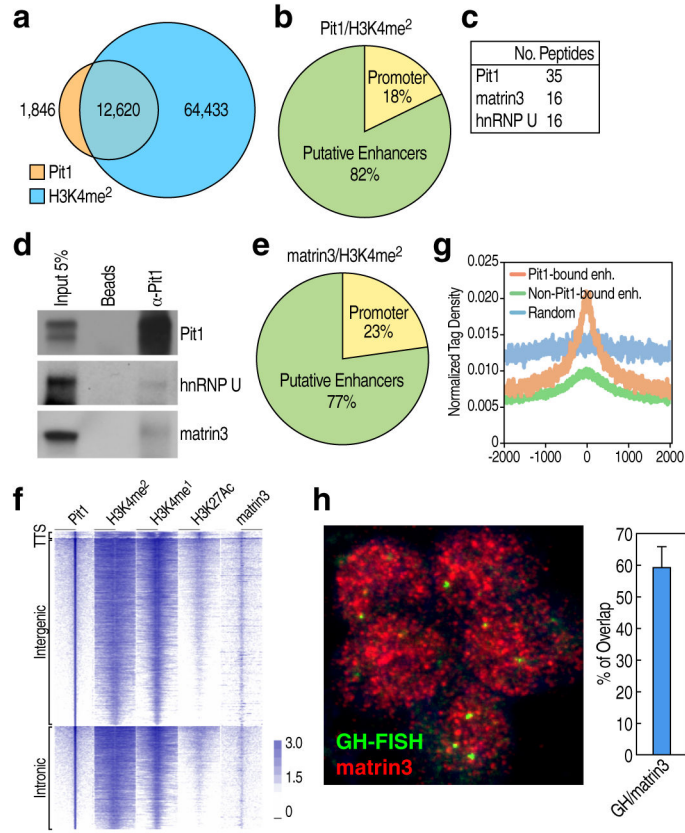 a
1,846
12,620
64,433
Pit1
H3K4me²
b
Pit1/H3K4me²
Promoter
18%
Putative Enhancers
82%
c
No. Peptides
Pit1 35
matrin3 16
hnRNP U 16
d
Input 5%
Beads
α-Pit1
Pit1
hnRNP U
matrin3
e
matrin3/H3K4me²
Promoter
23%
Putative Enhancers
77%
g
Normalized Tag Density
0.025
0.020
0.015
0.010
0.005
0
Pit1-bound enh.
Non-Pit1-bound enh.
Random
-2000 -1000 0 1000 2000
f
Pit1
H3K4me²
H3K4me¹
H3K27Ac
matrin3
TTS
Intergenic
Intronic
3.0
1.5
0
h
GH-FISH
matrin3
% of Overlap
70
60
50
40
30
20
10
0
GH/matrin3